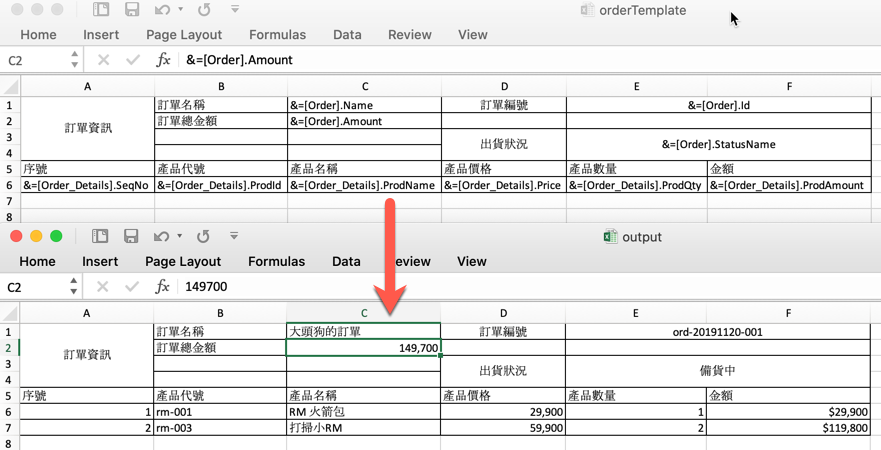 orderTemplate
Home Insert Page Layout Formulas Data Review View
C2 fx &=[Order].Amount
A B C D E F
1 訂單名稱 &=[Order].Name 訂單編號 &=[Order].Id
2 訂單資訊 訂單總金額 &=[Order].Amount
3 出貨狀況 &=[Order].StatusName
4
5 序號 產品代號 產品名稱 產品價格 產品數量 金額
6 &=[Order_Details].SeqNo &=[Order_Details].ProdId &=[Order_Details].ProdName &=[Order_Details].Price &=[Order_Details].ProdQty &=[Order_Details].ProdAmount
7
8
output
Home Insert Page Layout Formulas Data eview View
C2 fx 149700
A B C D E F
1 訂單名稱 大頭狗的訂單 訂單編號 ord-20191120-001
2 訂單資訊 訂單總金額 149,700
3 出貨狀況 備貨中
4
5 序號 產品代號 產品名稱 產品價格 產品數量 金額
6 1 rm-001 RM 火箭包 29,900 1 $29,900
7 2 rm-003 打掃小RM 59,900 2 $119,800
8